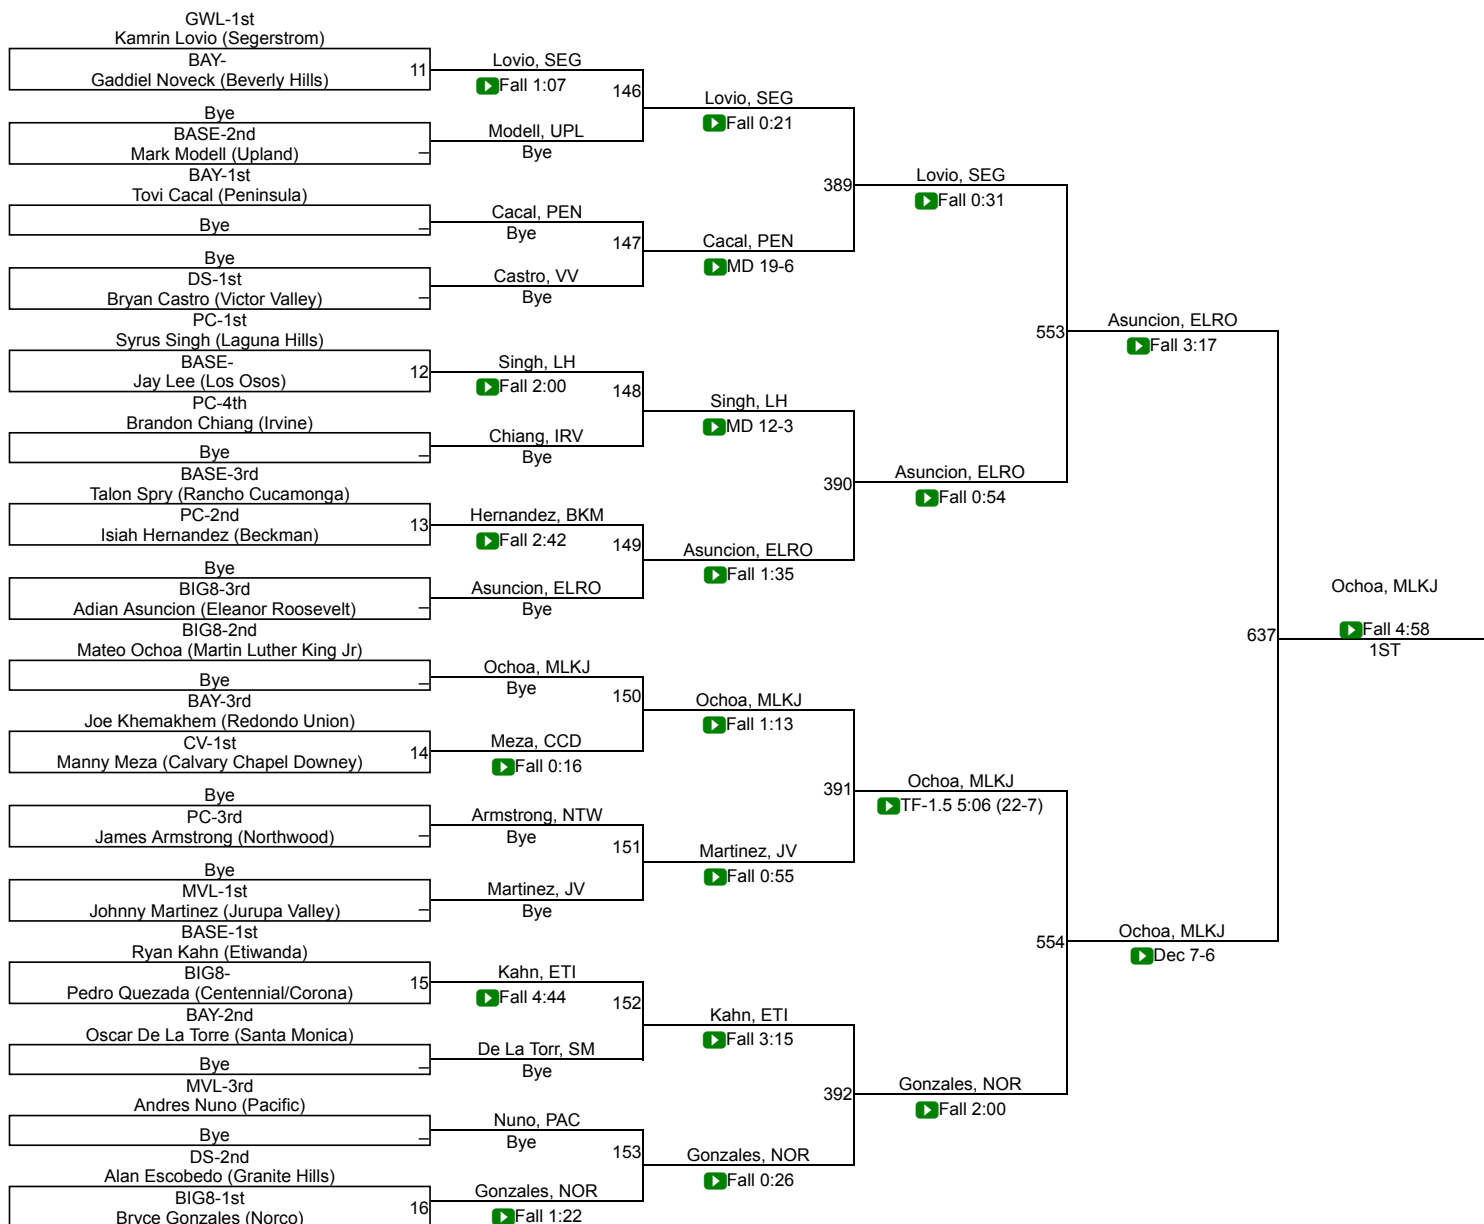 GWL-1st
Kamrin Lovio (Segerstrom)
BAY-
Gaddiel Noveck (Beverly Hills)
11
Bye
BASE-2nd
Mark Modell (Upland)
–
BAY-1st
Tovi Cacal (Peninsula)
Bye
–
Bye
DS-1st
Bryan Castro (Victor Valley)
–
PC-1st
Syrus Singh (Laguna Hills)
BASE-
Jay Lee (Los Osos)
12
PC-4th
Brandon Chiang (Irvine)
Bye
–
BASE-3rd
Talon Spry (Rancho Cucamonga)
PC-2nd
Isiah Hernandez (Beckman)
13
Bye
BIG8-3rd
Adian Asuncion (Eleanor Roosevelt)
–
BIG8-2nd
Mateo Ochoa (Martin Luther King Jr)
Bye
–
BAY-3rd
Joe Khemakhem (Redondo Union)
CV-1st
Manny Meza (Calvary Chapel Downey)
14
Bye
PC-3rd
James Armstrong (Northwood)
–
Bye
MVL-1st
Johnny Martinez (Jurupa Valley)
–
BASE-1st
Ryan Kahn (Etiwanda)
BIG8-
Pedro Quezada (Centennial/Corona)
15
BAY-2nd
Oscar De La Torre (Santa Monica)
Bye
–
MVL-3rd
Andres Nuno (Pacific)
Bye
–
DS-2nd
Alan Escobedo (Granite Hills)
BIG8-1st
Bryce Gonzales (Norco)
16
Lovio, SEG
Fall 1:07
146
Modell, UPL
Bye
Cacal, PEN
Bye
147
Castro, VV
Bye
Singh, LH
Fall 2:00
148
Chiang, IRV
Bye
Hernandez, BKM
Fall 2:42
149
Asuncion, ELRO
Bye
Ochoa, MLKJ
Bye
150
Meza, CCD
Fall 0:16
Armstrong, NTW
Bye
151
Martinez, JV
Bye
Kahn, ETI
Fall 4:44
152
De La Torr, SM
Bye
Nuno, PAC
Bye
153
Gonzales, NOR
Fall 1:22
Lovio, SEG
Fall 0:21
389
Cacal, PEN
MD 19-6
Singh, LH
MD 12-3
390
Asuncion, ELRO
Fall 1:35
Ochoa, MLKJ
Fall 1:13
391
Martinez, JV
Fall 0:55
Kahn, ETI
Fall 3:15
392
Gonzales, NOR
Fall 0:26
Lovio, SEG
Fall 0:31
553
Asuncion, ELRO
Fall 0:54
Ochoa, MLKJ
TF-1.5 5:06 (22-7)
554
Gonzales, NOR
Fall 2:00
Asuncion, ELRO
Fall 3:17
637
Ochoa, MLKJ
Dec 7-6
Ochoa, MLKJ
Fall 4:58
1ST